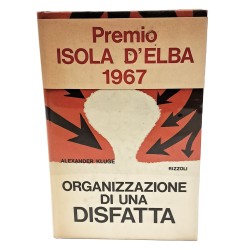 Premio
ISOLA D'ELBA
1967
ALEXANDER KLUGE
RIZZOLI
ORGANIZZAZIONE
DI UNA
DISFATTA